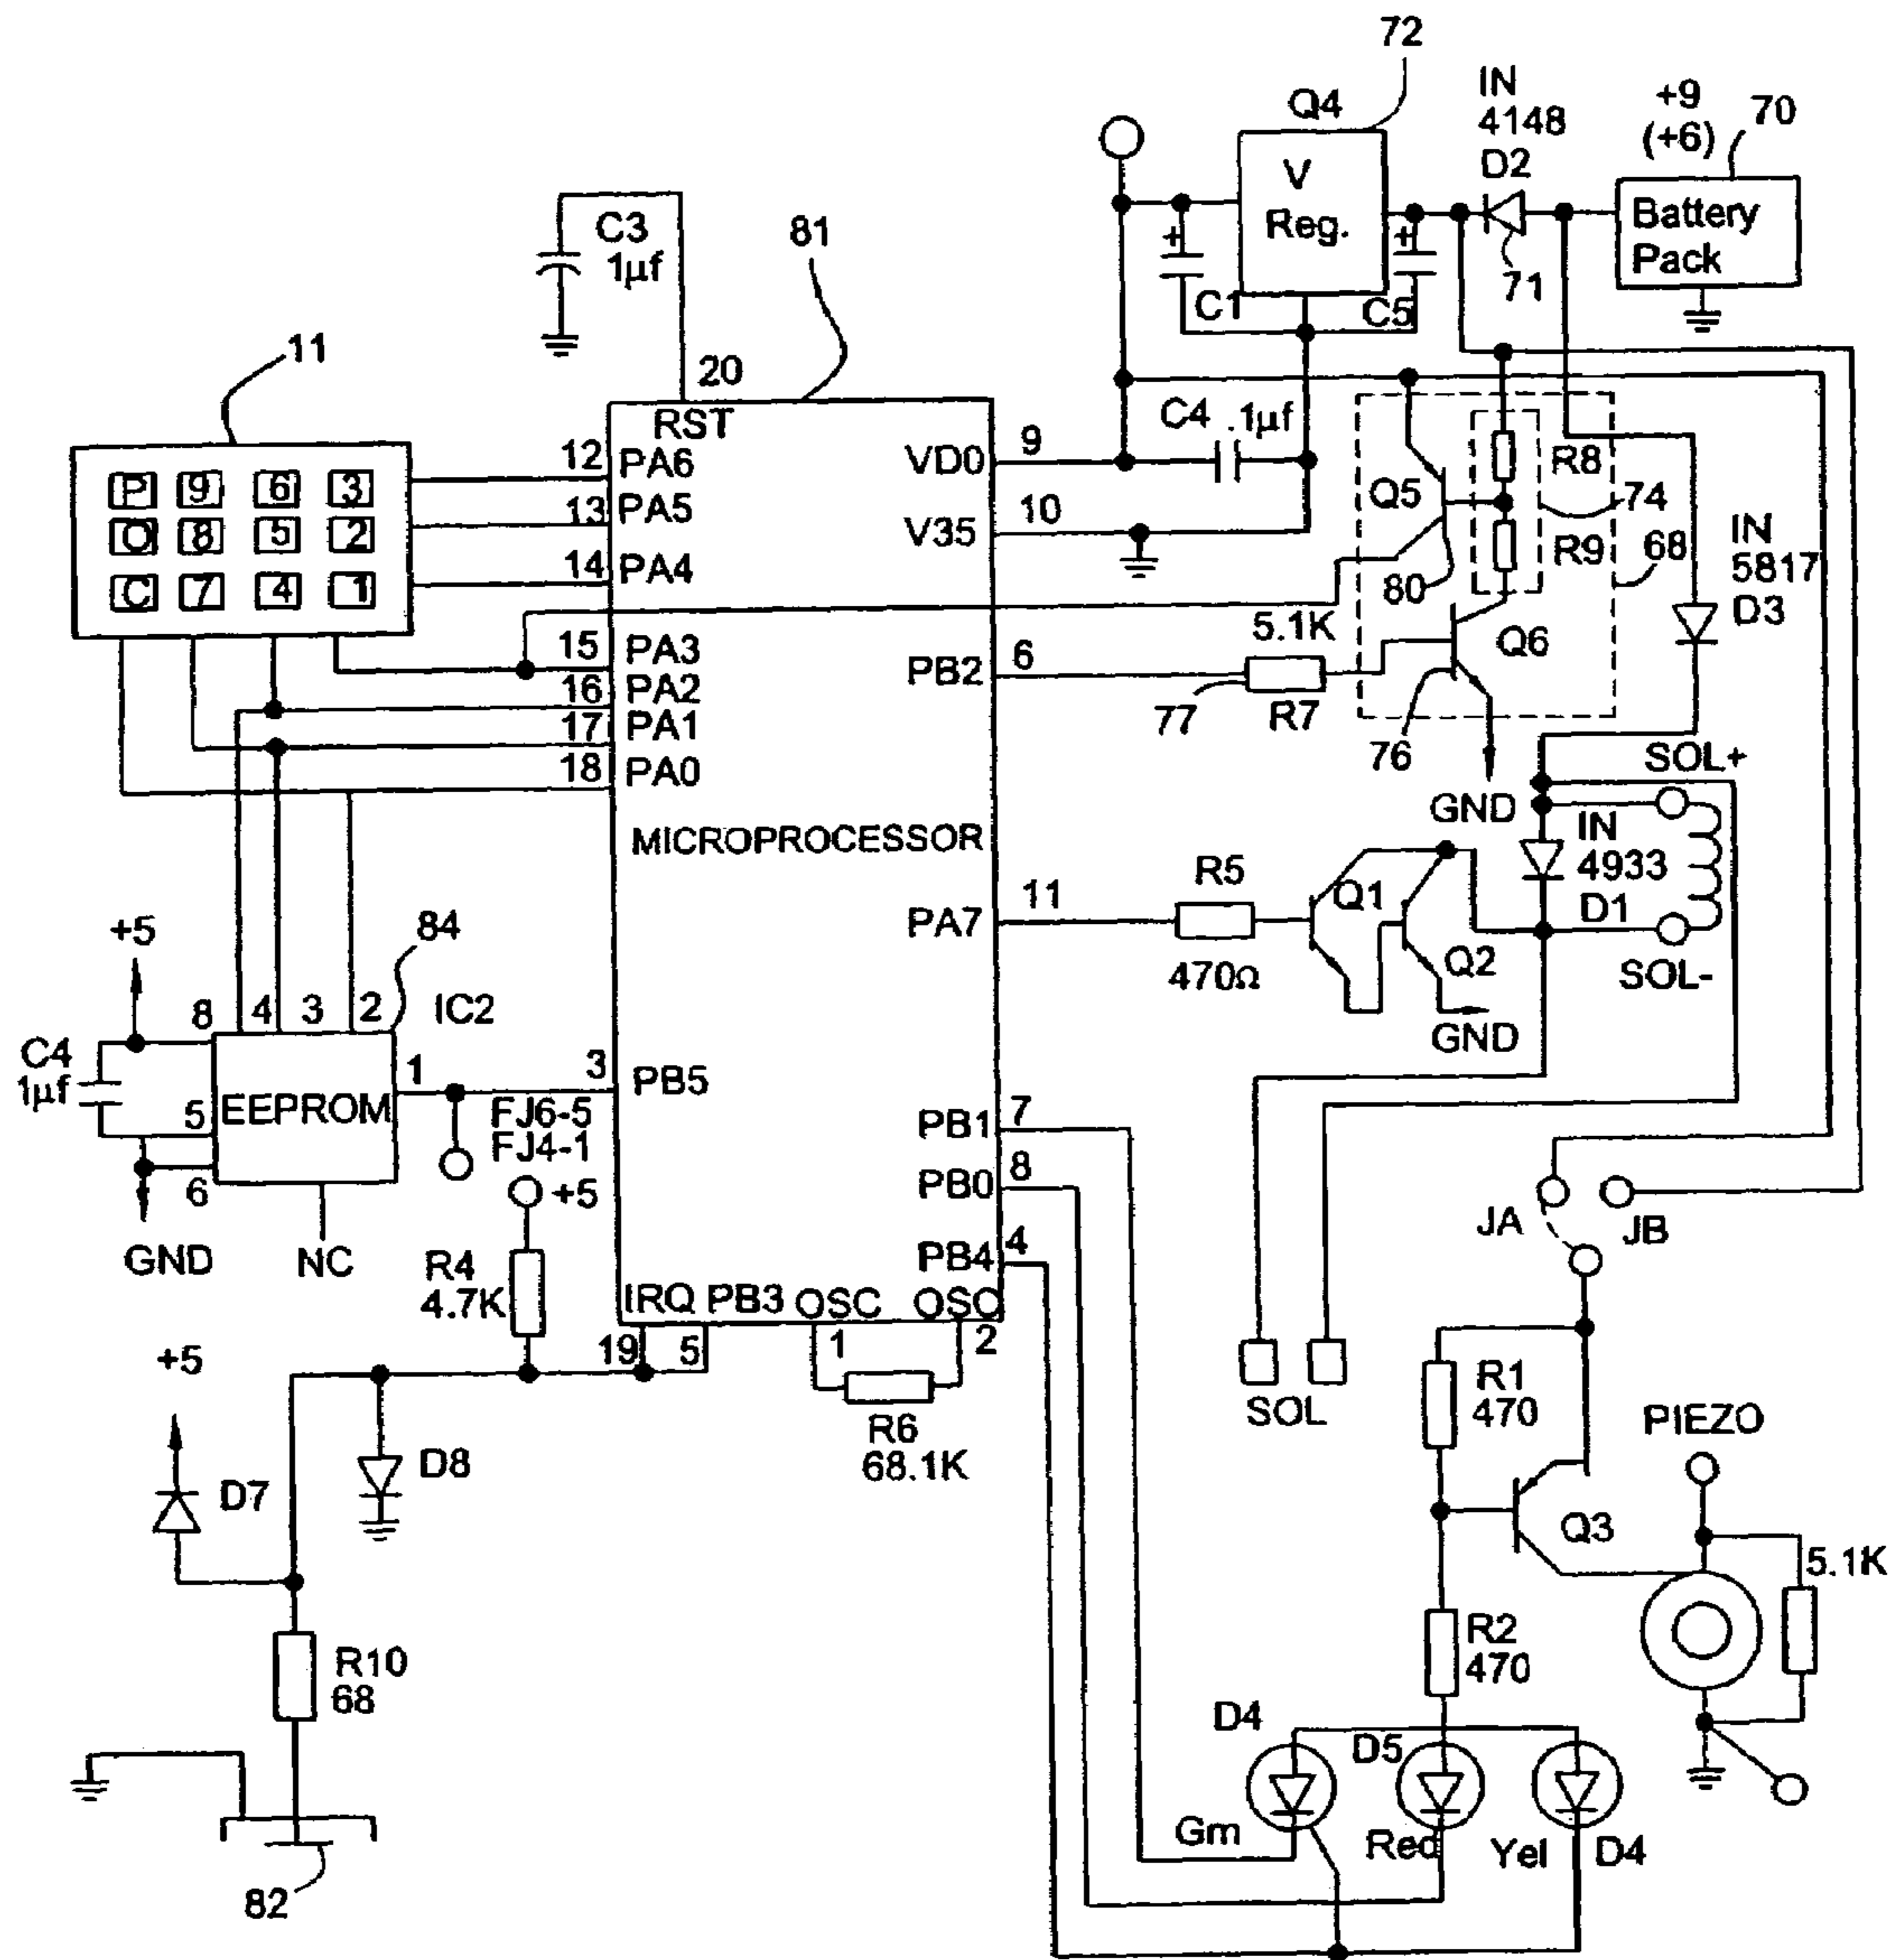 72
IN
4148
D2
+9
(+6)
70
Q4
V
Reg.
Battery
Pack
71
C1
C5
C3
1µf
81
11
20
RST
P 9 6 3
O 8 5 2
C 7 4 1
12 PA6
13 PA5
14 PA4
15 PA3
16 PA2
17 PA1
18 PA0
VD0 9
C4 .1µf
V35 10
Q5
R8
74
R9
68
80
IN
5817
D3
5.1K
PB2 6
77
R7
Q6
76
GND
SOL+
MICROPROCESSOR
IN
4933
D1
SOL-
PA7 11
R5
470Ω
Q1
Q2
GND
+5
84
8 4 3 2
IC2
C4
1µf
EEPROM
1
5
6
GND
NC
3 PB5
FJ6-5
FJ4-1
+5
R4
4.7K
PB1 7
PB0 8
PB4 4
JA
JB
IRQ PB3 OSC OSC
19 5 1 2
R6
68.1K
SOL
+5
D7
D8
R10
68
82
R1
470
PIEZO
Q3
5.1K
R2
470
D4
D5
Gm
Red
Yel
D4